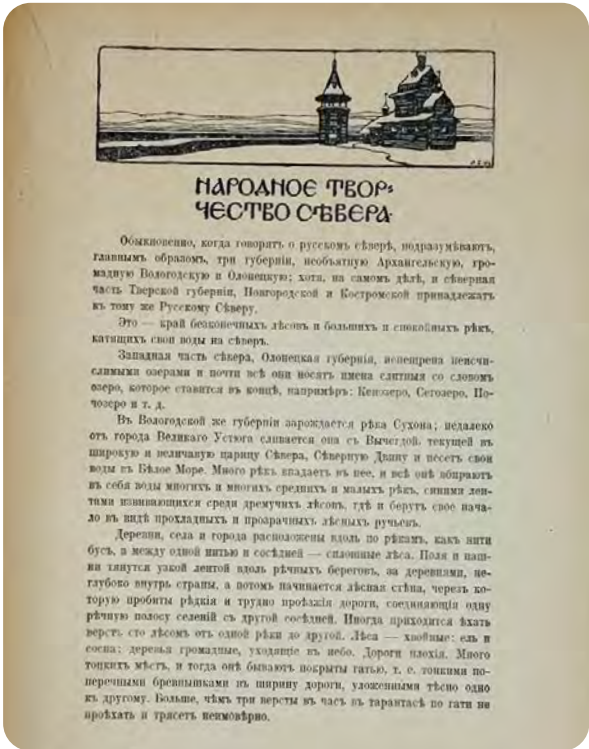 НАРОДНОЕ ТВОР-
ЧЕСТВО СѢВЕРА.
Обыкновенно, когда говорятъ о русскомъ сѣверѣ, подразумѣваютъ,
главнымъ образомъ, три губерніи, необъятную Архангельскую, гро-
мадную Вологодскую и Олонецкую; хотя, на самомъ дѣлѣ, и сѣверная
часть Тверской губерніи, Новгородской и Костромской принадлежатъ
къ тому же Русскому Сѣверу.
Это — край безконечныхъ лѣсовъ и большихъ и спокойныхъ рѣкъ,
катящихъ свои воды на сѣверъ.
Западная часть сѣвера, Олонецкая губернія, испещрена неисчи-
слимыми озерами и почти всѣ они носятъ имена слитныя со словомъ
озеро, которое ставится въ концѣ, напримѣръ: Кензозеро, Сегозеро, По-
чозеро и т. д.
Въ Вологодской же губерніи зарождается рѣка Сухона; недалеко
отъ города Великаго Устюга сливается она съ Вычегдой, текущей въ
широкую и величавую царицу Сѣвера, Сѣверную Двину и несетъ свои
воды въ Бѣлое Море. Много рѣкъ впадаетъ въ нее, и всѣ онѣ вбираютъ
въ себя воды многихъ и многихъ среднихъ и малыхъ рѣкъ, синими лен-
тами извивающихся среди дремучихъ лѣсовъ, гдѣ и берутъ свое нача-
ло въ видѣ прохладныхъ и прозрачныхъ лѣсныхъ ручьевъ.
Деревни, села и города расположены вдоль по рѣкамъ, какъ нити
бусъ, а между одной нитью и сосѣдней — сплошные лѣса. Поля и паш-
ни тянутся узкой лентой вдоль рѣчныхъ береговъ, за деревнями, не-
глубоко внутрь страны, а потомъ начинается лѣсная стѣна, черезъ ко-
торую пробиты рѣдкія и трудно проѣзжія дороги, соединяющія одну
рѣчную полосу селеній съ другой сосѣдней. Иногда приходится ѣхать
верстъ сто лѣсомъ отъ одной рѣки до другой. Лѣса — хвойные: ель и
сосна; деревья громадные, уходящіе въ небо. Дороги плохія. Много
топкихъ мѣстъ, и тогда онѣ бываютъ покрыты гатью, т. е. тонкими по-
перечными бревнышками въ ширину дороги, уложенными тѣсно одно
къ другому. Больше, чѣмъ три версты въ часъ въ тарантасѣ по гати не
проѣхать и трясетъ неимовѣрно.